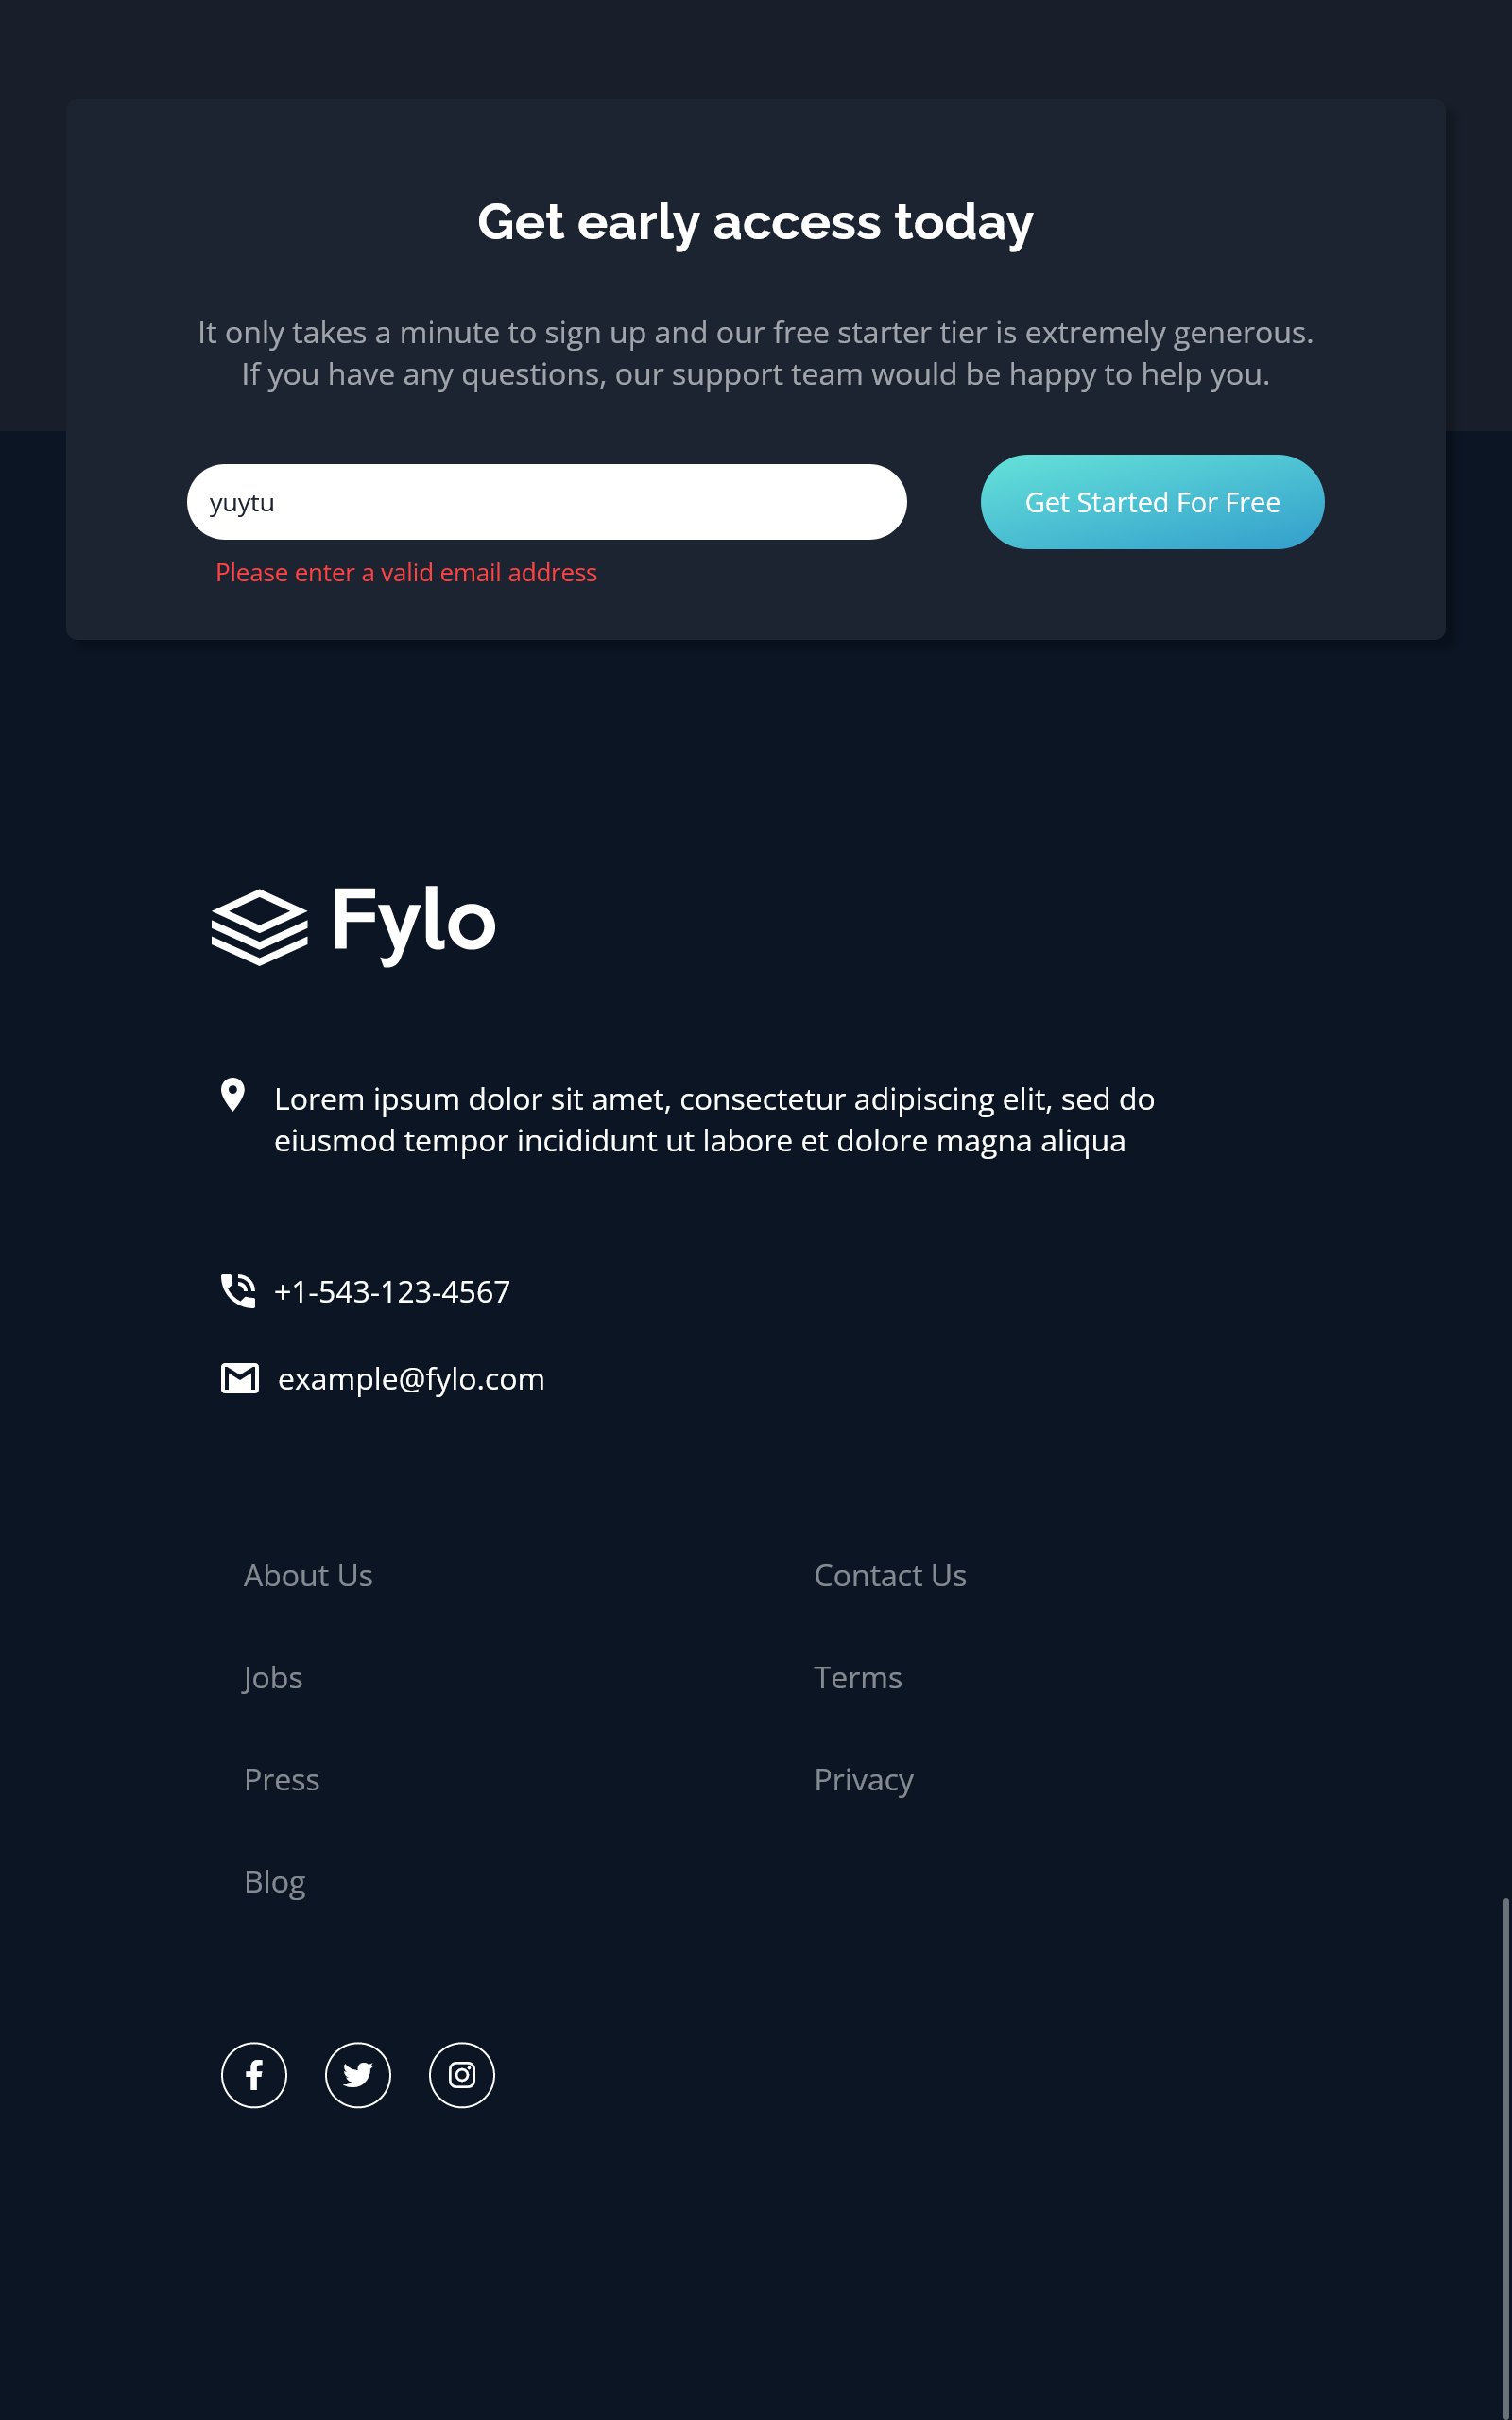 Get early access today
It only takes a minute to sign up and our free starter tier is extremely generous.
If you have any questions, our support team would be happy to help you.
yuytu
Get Started For Free
Please enter a valid email address
Fylo
Lorem ipsum dolor sit amet, consectetur adipiscing elit, sed do
eiusmod tempor incididunt ut labore et dolore magna aliqua
+1-543-123-4567
example@fylo.com
About Us
Jobs
Press
Blog
Contact Us
Terms
Privacy